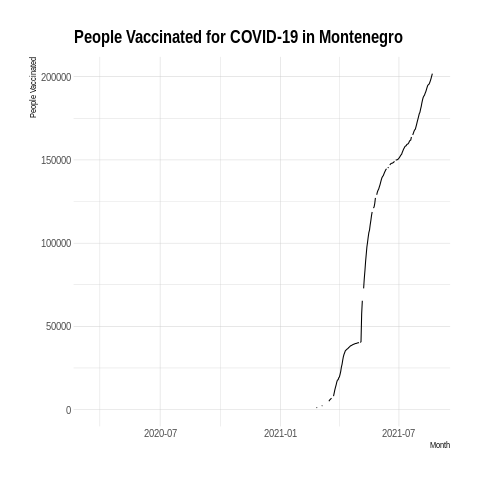 People Vaccinated for COVID-19 in Montenegro
People Vaccinated
200000
150000
100000
50000
0
2020-07 2021-01 2021-07
Month